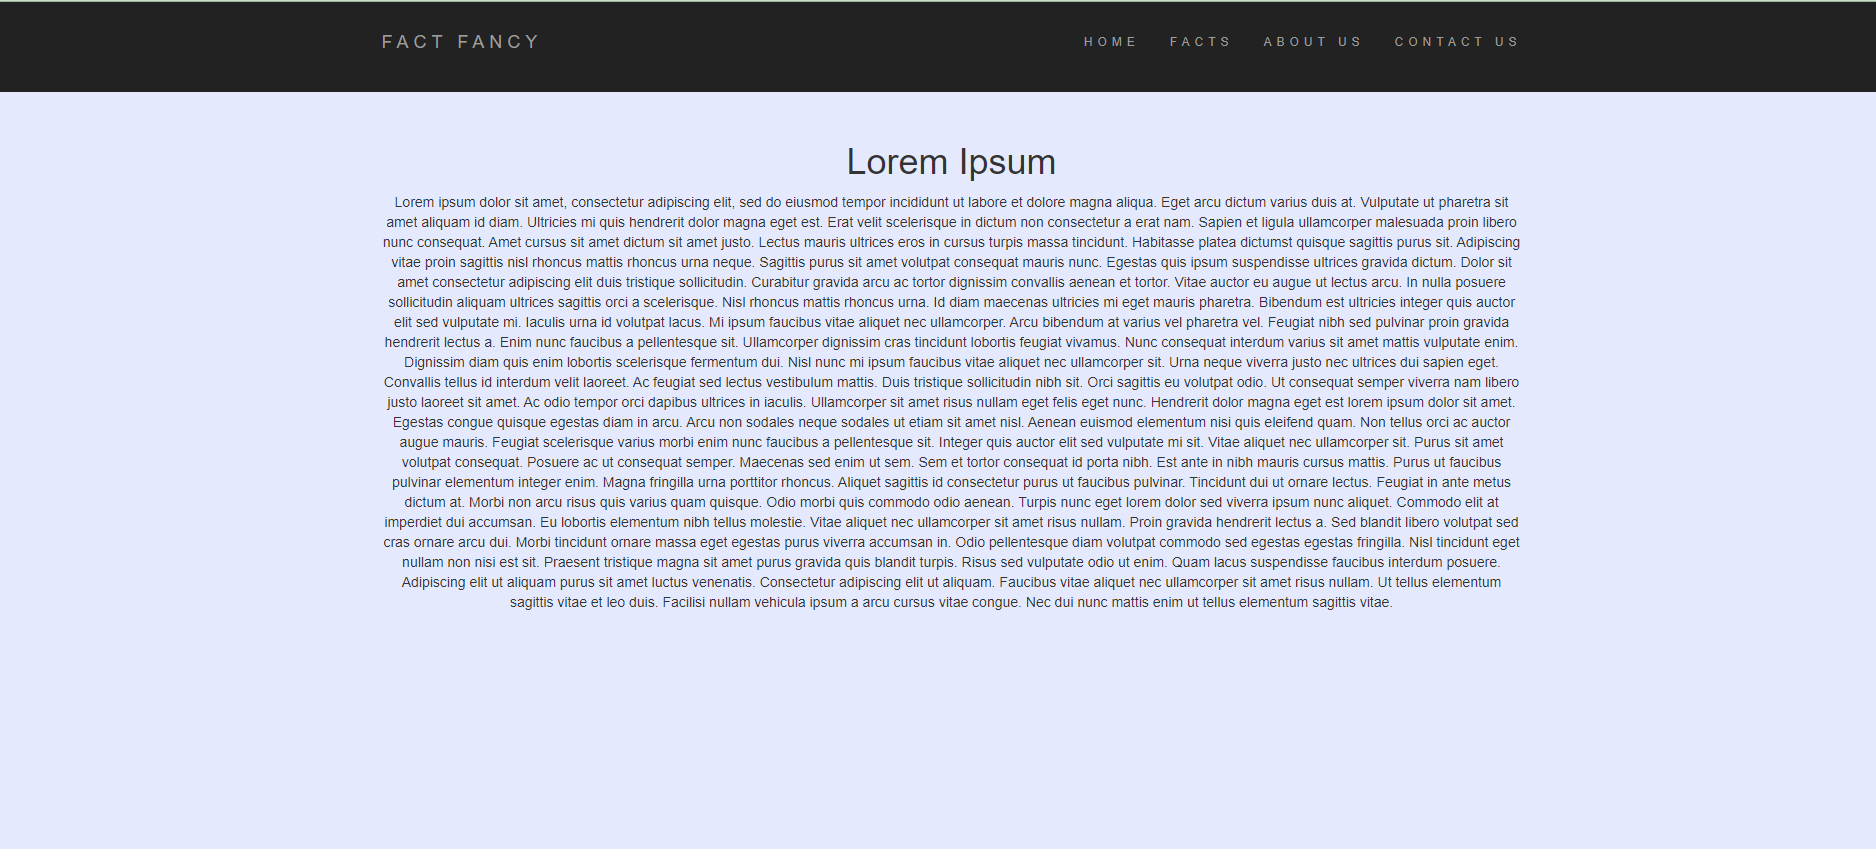 FACT FANCY
HOME FACTS ABOUT US CONTACT US
Lorem Ipsum
Lorem ipsum dolor sit amet, consectetur adipiscing elit, sed do eiusmod tempor incididunt ut labore et dolore magna aliqua. Eget arcu dictum varius duis at. Vulputate ut pharetra sit
amet aliquam id diam. Ultricies mi quis hendrerit dolor magna eget est. Erat velit scelerisque in dictum non consectetur a erat nam. Sapien et ligula ullamcorper malesuada proin libero
nunc consequat. Amet cursus sit amet dictum sit amet justo. Lectus mauris ultrices eros in cursus turpis massa tincidunt. Habitasse platea dictumst quisque sagittis purus sit. Adipiscing
vitae proin sagittis nisl rhoncus mattis rhoncus urna neque. Sagittis purus sit amet volutpat consequat mauris nunc. Egestas quis ipsum suspendisse ultrices gravida dictum. Dolor sit
amet consectetur adipiscing elit duis tristique sollicitudin. Curabitur gravida arcu ac tortor dignissim convallis aenean et tortor. Vitae auctor eu augue ut lectus arcu. In nulla posuere
sollicitudin aliquam ultrices sagittis orci a scelerisque. Nisl rhoncus mattis rhoncus urna. Id diam maecenas ultricies mi eget mauris pharetra. Bibendum est ultricies integer quis auctor
elit sed vulputate mi. Iaculis urna id volutpat lacus. Mi ipsum faucibus vitae aliquet nec ullamcorper. Arcu bibendum at varius vel pharetra vel. Feugiat nibh sed pulvinar proin gravida
hendrerit lectus a. Enim nunc faucibus a pellentesque sit. Ullamcorper dignissim cras tincidunt lobortis feugiat vivamus. Nunc consequat interdum varius sit amet mattis vulputate enim.
Dignissim diam quis enim lobortis scelerisque fermentum dui. Nisl nunc mi ipsum faucibus vitae aliquet nec ullamcorper sit. Urna neque viverra justo nec ultrices dui sapien eget.
Convallis tellus id interdum velit laoreet. Ac feugiat sed lectus vestibulum mattis. Duis tristique sollicitudin nibh sit. Orci sagittis eu volutpat odio. Ut consequat semper viverra nam libero
justo laoreet sit amet. Ac odio tempor orci dapibus ultrices in iaculis. Ullamcorper sit amet risus nullam eget felis eget nunc. Hendrerit dolor magna eget est lorem ipsum dolor sit amet.
Egestas congue quisque egestas diam in arcu. Arcu non sodales neque sodales ut etiam sit amet nisl. Aenean euismod elementum nisi quis eleifend quam. Non tellus orci ac auctor
augue mauris. Feugiat scelerisque varius morbi enim nunc faucibus a pellentesque sit. Integer quis auctor elit sed vulputate mi sit. Vitae aliquet nec ullamcorper sit. Purus sit amet
volutpat consequat. Posuere ac ut consequat semper. Maecenas sed enim ut sem. Sem et tortor consequat id porta nibh. Est ante in nibh mauris cursus mattis. Purus ut faucibus
pulvinar elementum integer enim. Magna fringilla urna porttitor rhoncus. Aliquet sagittis id consectetur purus ut faucibus pulvinar. Tincidunt dui ut ornare lectus. Feugiat in ante metus
dictum at. Morbi non arcu risus quis varius quam quisque. Odio morbi quis commodo odio aenean. Turpis nunc eget lorem dolor sed viverra ipsum nunc aliquet. Commodo elit at
imperdiet dui accumsan. Eu lobortis elementum nibh tellus molestie. Vitae aliquet nec ullamcorper sit amet risus nullam. Proin gravida hendrerit lectus a. Sed blandit libero volutpat sed
cras ornare arcu dui. Morbi tincidunt ornare massa eget egestas purus viverra accumsan in. Odio pellentesque diam volutpat commodo sed egestas egestas fringilla. Nisl tincidunt eget
nullam non nisi est sit. Praesent tristique magna sit amet purus gravida quis blandit turpis. Risus sed vulputate odio ut enim. Quam lacus suspendisse faucibus interdum posuere.
Adipiscing elit ut aliquam purus sit amet luctus venenatis. Consectetur adipiscing elit ut aliquam. Faucibus vitae aliquet nec ullamcorper sit amet risus nullam. Ut tellus elementum
sagittis vitae et leo duis. Facilisi nullam vehicula ipsum a arcu cursus vitae congue. Nec dui nunc mattis enim ut tellus elementum sagittis vitae.